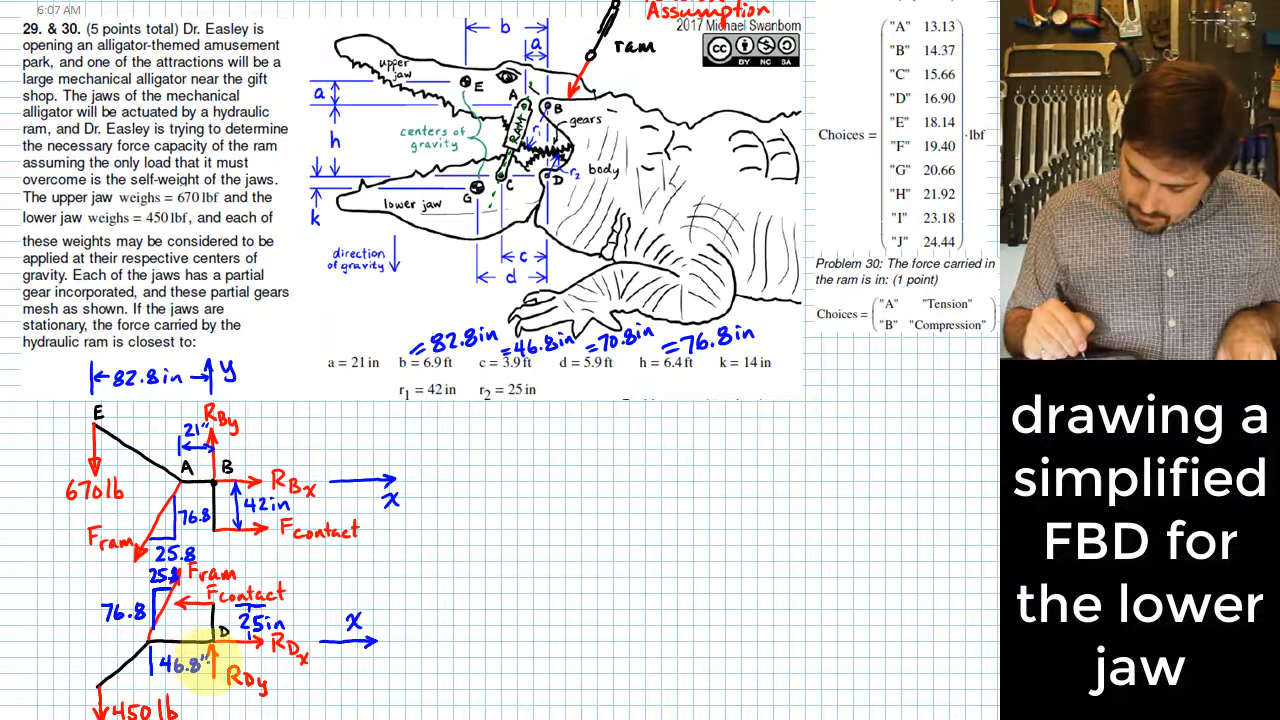 6:07 AM
29. & 30. (5 points total) Dr. Easley is
opening an alligator-themed amusement
park, and one of the attractions will be a
large mechanical alligator near the gift
shop. The jaws of the mechanical
alligator will be actuated by a hydraulic
ram, and Dr. Easley is trying to determine
the necessary force capacity of the ram
assuming the only load that it must
overcome is the self-weight of the jaws.
The upper jaw weighs = 670 lbf and the
lower jaw weighs = 450 lbf, and each of
these weights may be considered to be
applied at their respective centers of
gravity. Each of the jaws has a partial
gear incorporated, and these partial gears
mesh as shown. If the jaws are
stationary, the force carried by the
hydraulic ram is closest to:
Assumption
2017 Michael Swanborn
CC BY NC SA
ram
b
a
upper
jaw
E
A
B
a
h
k
centers of
gravity
RAM
r1
gears
r2
body
C
D
G
lower jaw
direction
of gravity
c
d
= 82.8in = 46.8in = 70.8in = 76.8in
a = 21 in b = 6.9 ft c = 3.9 ft d = 5.9 ft h = 6.4 ft k = 14 in
r1 = 42 in r2 = 25 in
Choices =
"A" 13.13
"B" 14.37
"C" 15.66
"D" 16.90
"E" 18.14
"F" 19.40
"G" 20.66
"H" 21.92
"I" 23.18
"J" 24.44
·lbf
Problem 30: The force carried in
the ram is in: (1 point)
Choices =
"A" "Tension"
"B" "Compression"
82.8in
y
E
RBy
21"
A
B
670lb
RBx
x
76.8
42in
Fcontact
Fram
25.8
25.8
Fram
Fcontact
76.8
25in
x
D
RDx
46.8"
RDy
450lb
drawing a
simplified
FBD for
the lower
jaw